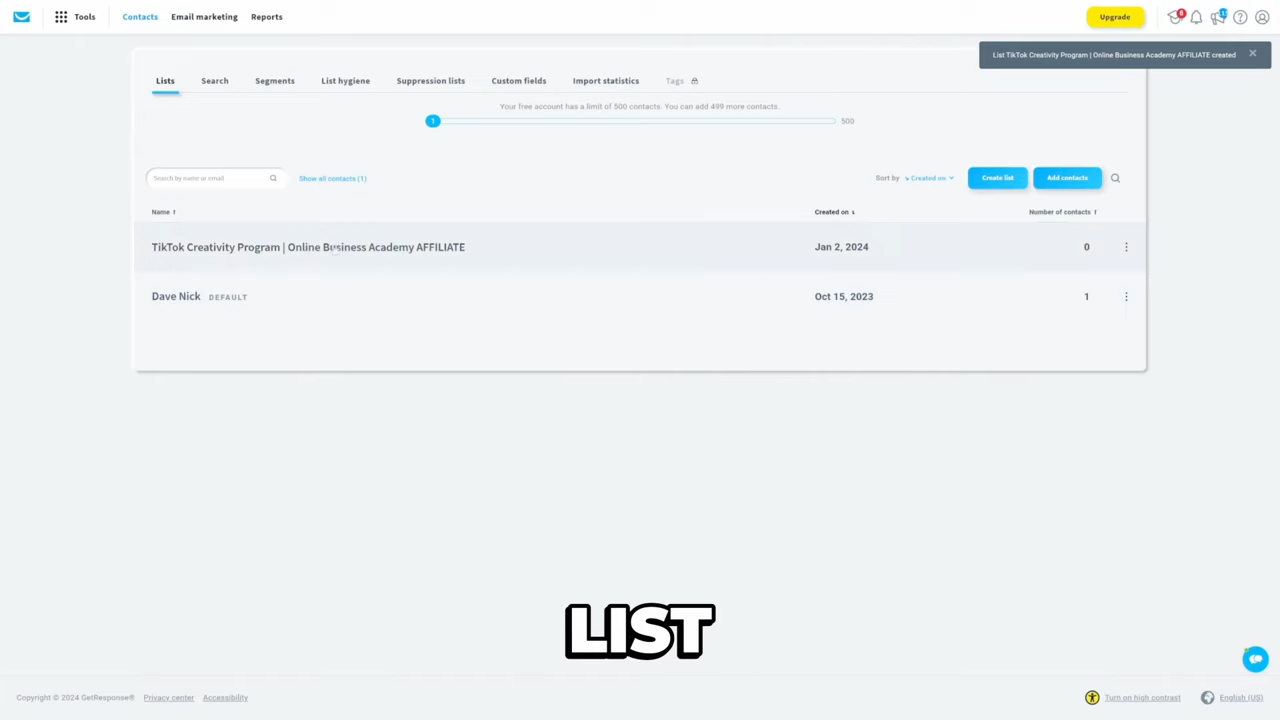 Tools Contacts Email marketing Reports Upgrade
List TikTok Creativity Program | Online Business Academy AFFILIATE created
Lists Search Segments List hygiene Suppression lists Custom fields Import statistics Tags
Your free account has a limit of 500 contacts. You can add 499 more contacts.
1 500
Search by name or email Show all contacts (1) Sort by Created on Create list Add contacts
Name Created on Number of contacts
TikTok Creativity Program | Online Business Academy AFFILIATE Jan 2, 2024 0
Dave Nick DEFAULT Oct 15, 2023 1
LIST
Copyright © 2024 GetResponse® Privacy center Accessibility Turn on high contrast English (US)